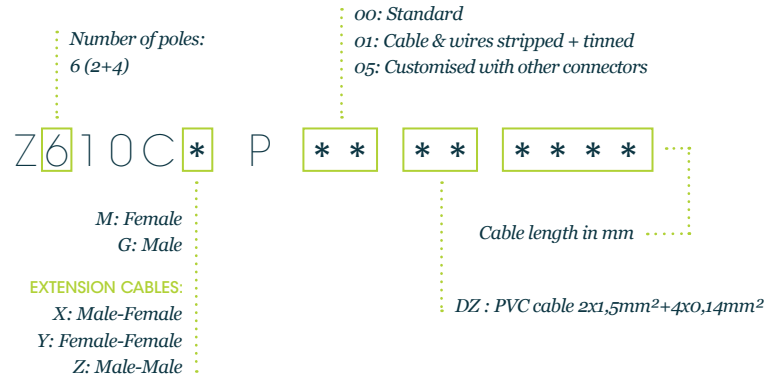 00: Standard
Number of poles:
01: Cable & wires stripped + tinned
6 (2+4)
05: Customised with other connectors
Z610C* P ** ** ****
M: Female
G: Male
Cable length in mm
EXTENSION CABLES:
X: Male-Female
DZ : PVC cable 2x1,5mm²+4x0,14mm²
Y: Female-Female
Z: Male-Male